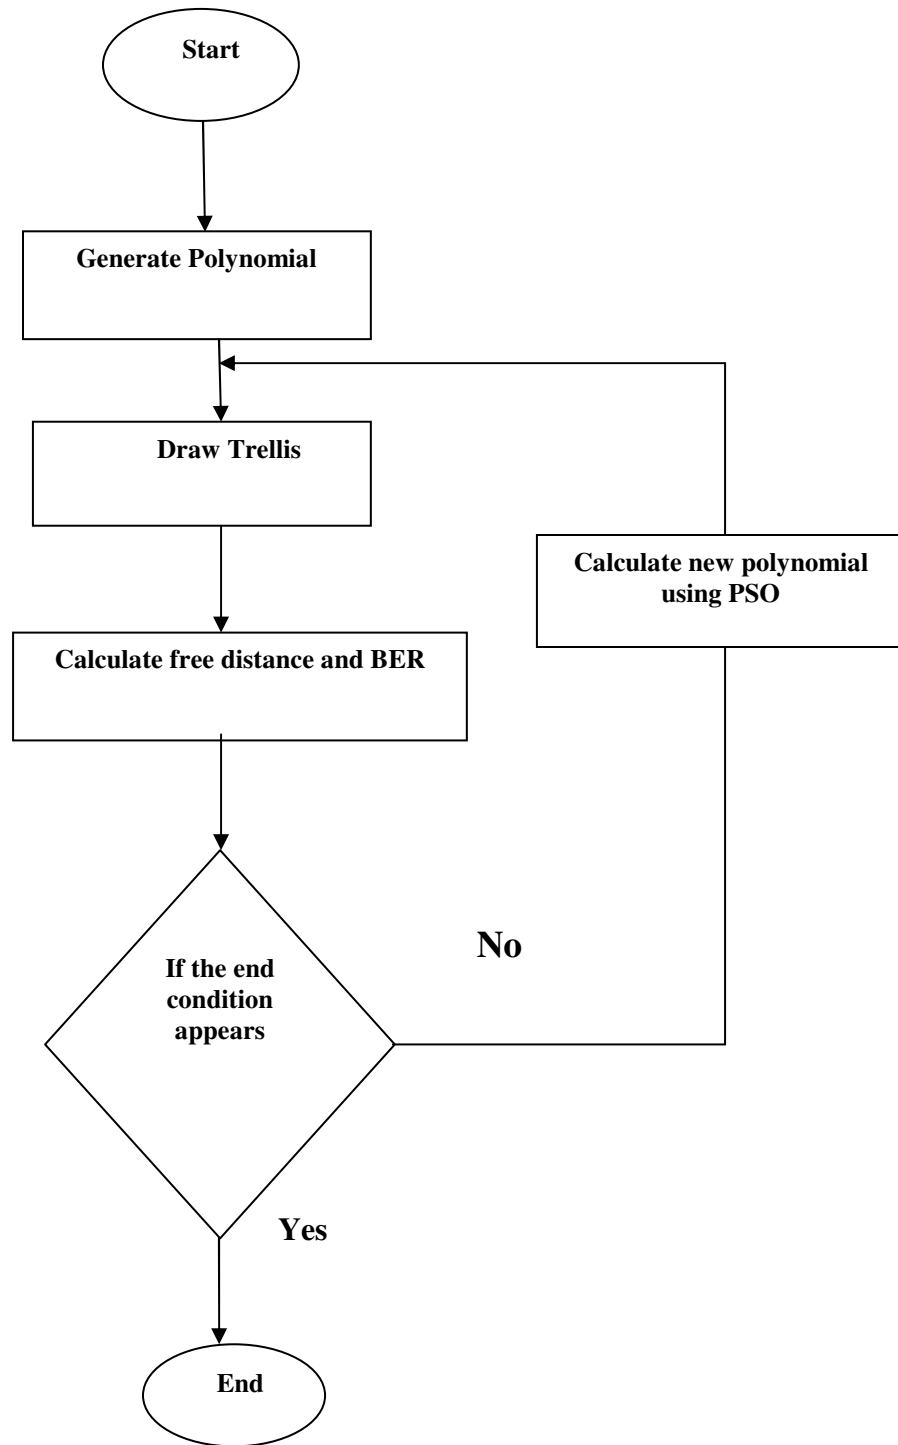 Start
Generate Polynomial
Draw Trellis
Calculate new polynomial
using PSO
Calculate free distance and BER
No
If the end
condition
appears
Yes
End